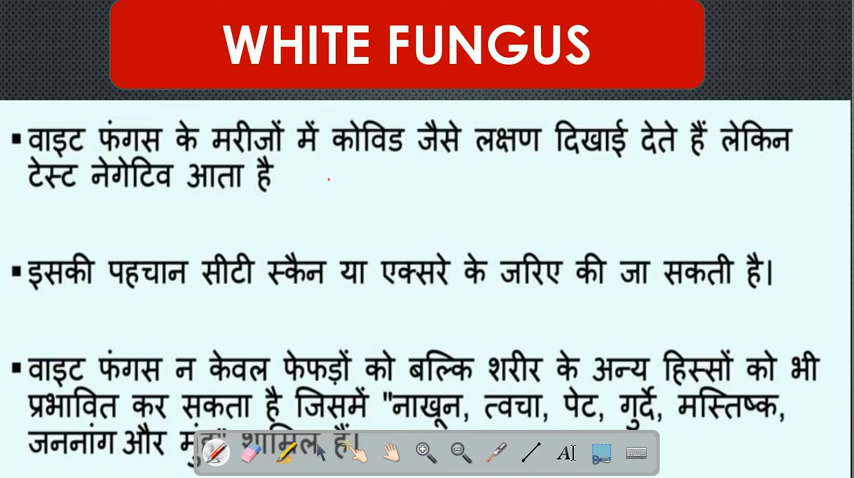 WHITE FUNGUS
▪वाइट फंगस के मरीजों में कोविड जैसे लक्षण दिखाई देते हैं लेकिन
टेस्ट नेगेटिव आता है
▪इसकी पहचान सीटी स्कैन या एक्सरे के जरिए की जा सकती है।
▪वाइट फंगस न केवल फेफड़ों को बल्कि शरीर के अन्य हिस्सों को भी
प्रभावित कर सकता है जिसमें "नाखून, त्वचा, पेट, गुर्दे, मस्तिष्क,
जननांग और शामिल हैं।